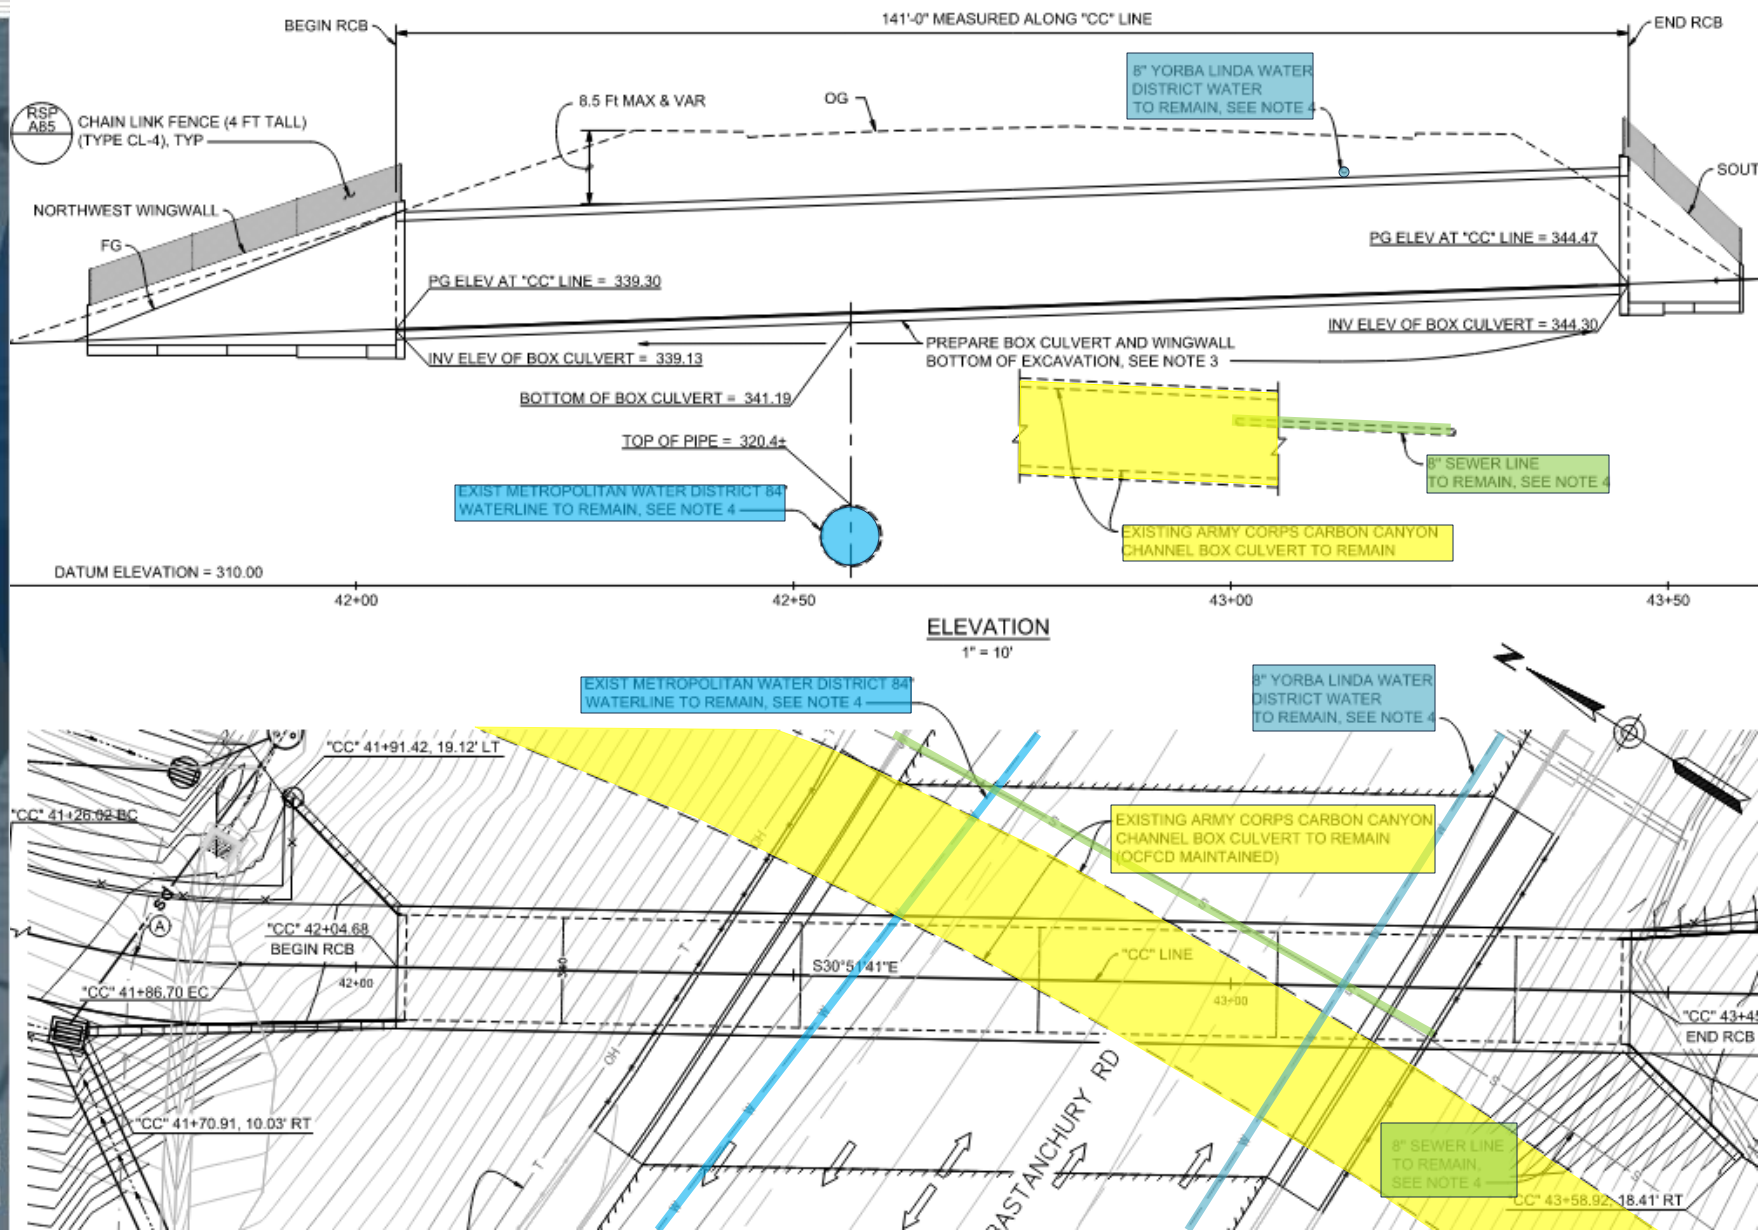 141'-0" MEASURED ALONG "CC" LINE
BEGIN RCB
END RCB
8" YORBA LINDA WATER
DISTRICT WATER
TO REMAIN, SEE NOTE 4
8.5 Ft MAX & VAR
OG
RSP
A85
CHAIN LINK FENCE (4 FT TALL)
(TYPE CL-4), TYP
NORTHWEST WINGWALL
FG
SOUT
PG ELEV AT "CC" LINE = 344.47
PG ELEV AT "CC" LINE = 339.30
INV ELEV OF BOX CULVERT = 344.30
INV ELEV OF BOX CULVERT = 339.13
PREPARE BOX CULVERT AND WINGWALL
BOTTOM OF EXCAVATION, SEE NOTE 3
BOTTOM OF BOX CULVERT = 341.19
TOP OF PIPE = 320.4±
8" SEWER LINE
TO REMAIN, SEE NOTE 4
EXIST METROPOLITAN WATER DISTRICT 84"
WATERLINE TO REMAIN, SEE NOTE 4
EXISTING ARMY CORPS CARBON CANYON
CHANNEL BOX CULVERT TO REMAIN
DATUM ELEVATION = 310.00
42+00
42+50
43+00
43+50
ELEVATION
1" = 10'
N
EXIST METROPOLITAN WATER DISTRICT 84"
WATERLINE TO REMAIN, SEE NOTE 4
8" YORBA LINDA WATER
DISTRICT WATER
TO REMAIN, SEE NOTE 4
"CC" 41+91.42, 19.12' LT
"CC" 41+26.02 BC
EXISTING ARMY CORPS CARBON CANYON
CHANNEL BOX CULVERT TO REMAIN
(OCFCD MAINTAINED)
OH
W
S
SD
A
"CC" 42+04.68
BEGIN RCB
T
S30°51'41"E
"CC" LINE
42+00
43+00
"CC" 41+86.70 EC
"CC" 43+45
END RCB
W
S
OH
BASTANCHURY RD
"CC" 41+70.91, 10.03' RT
W
W
T
S
8" SEWER LINE
TO REMAIN,
SEE NOTE 4
"CC" 43+58.92, 18.41' RT
W